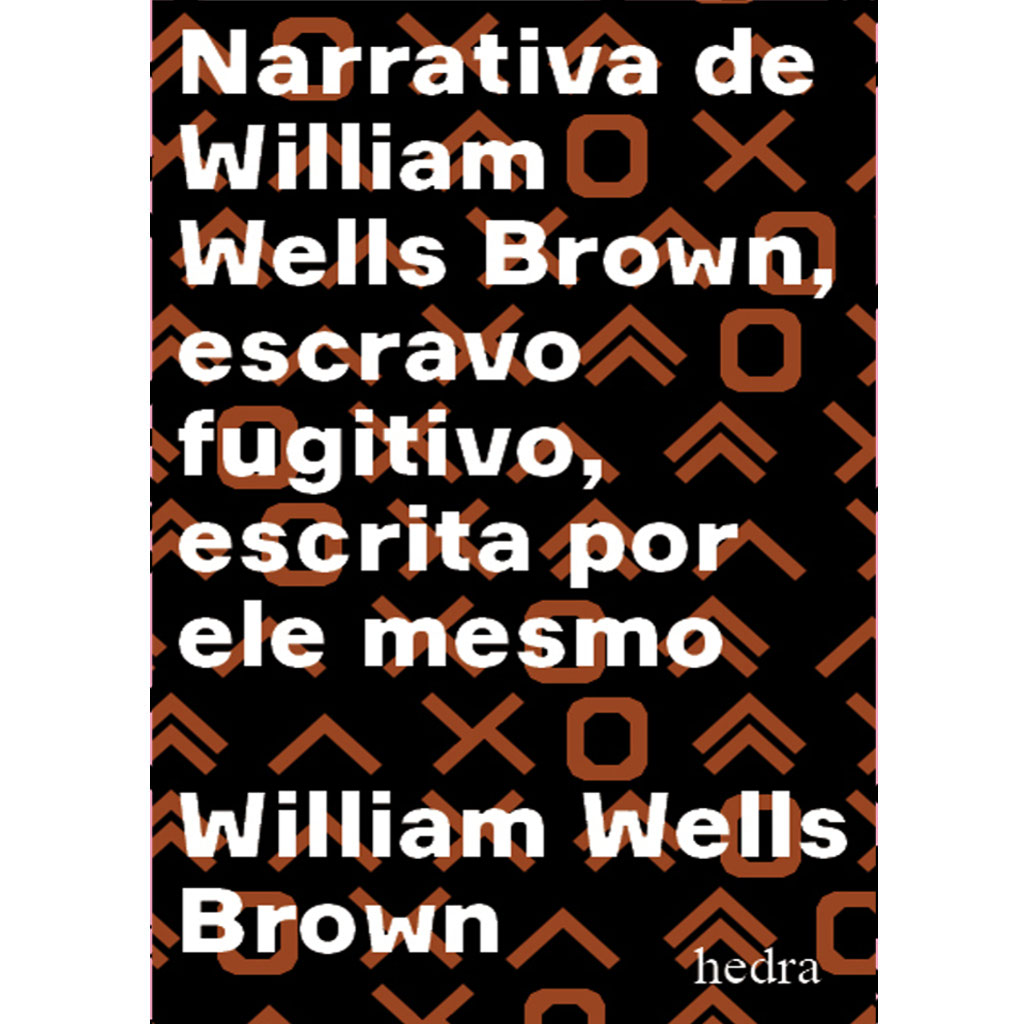 Narrativa de
William
Wells Brown,
escravo
fugitivo,
escrita por
ele mesmo
William Wells
Brown
hedra